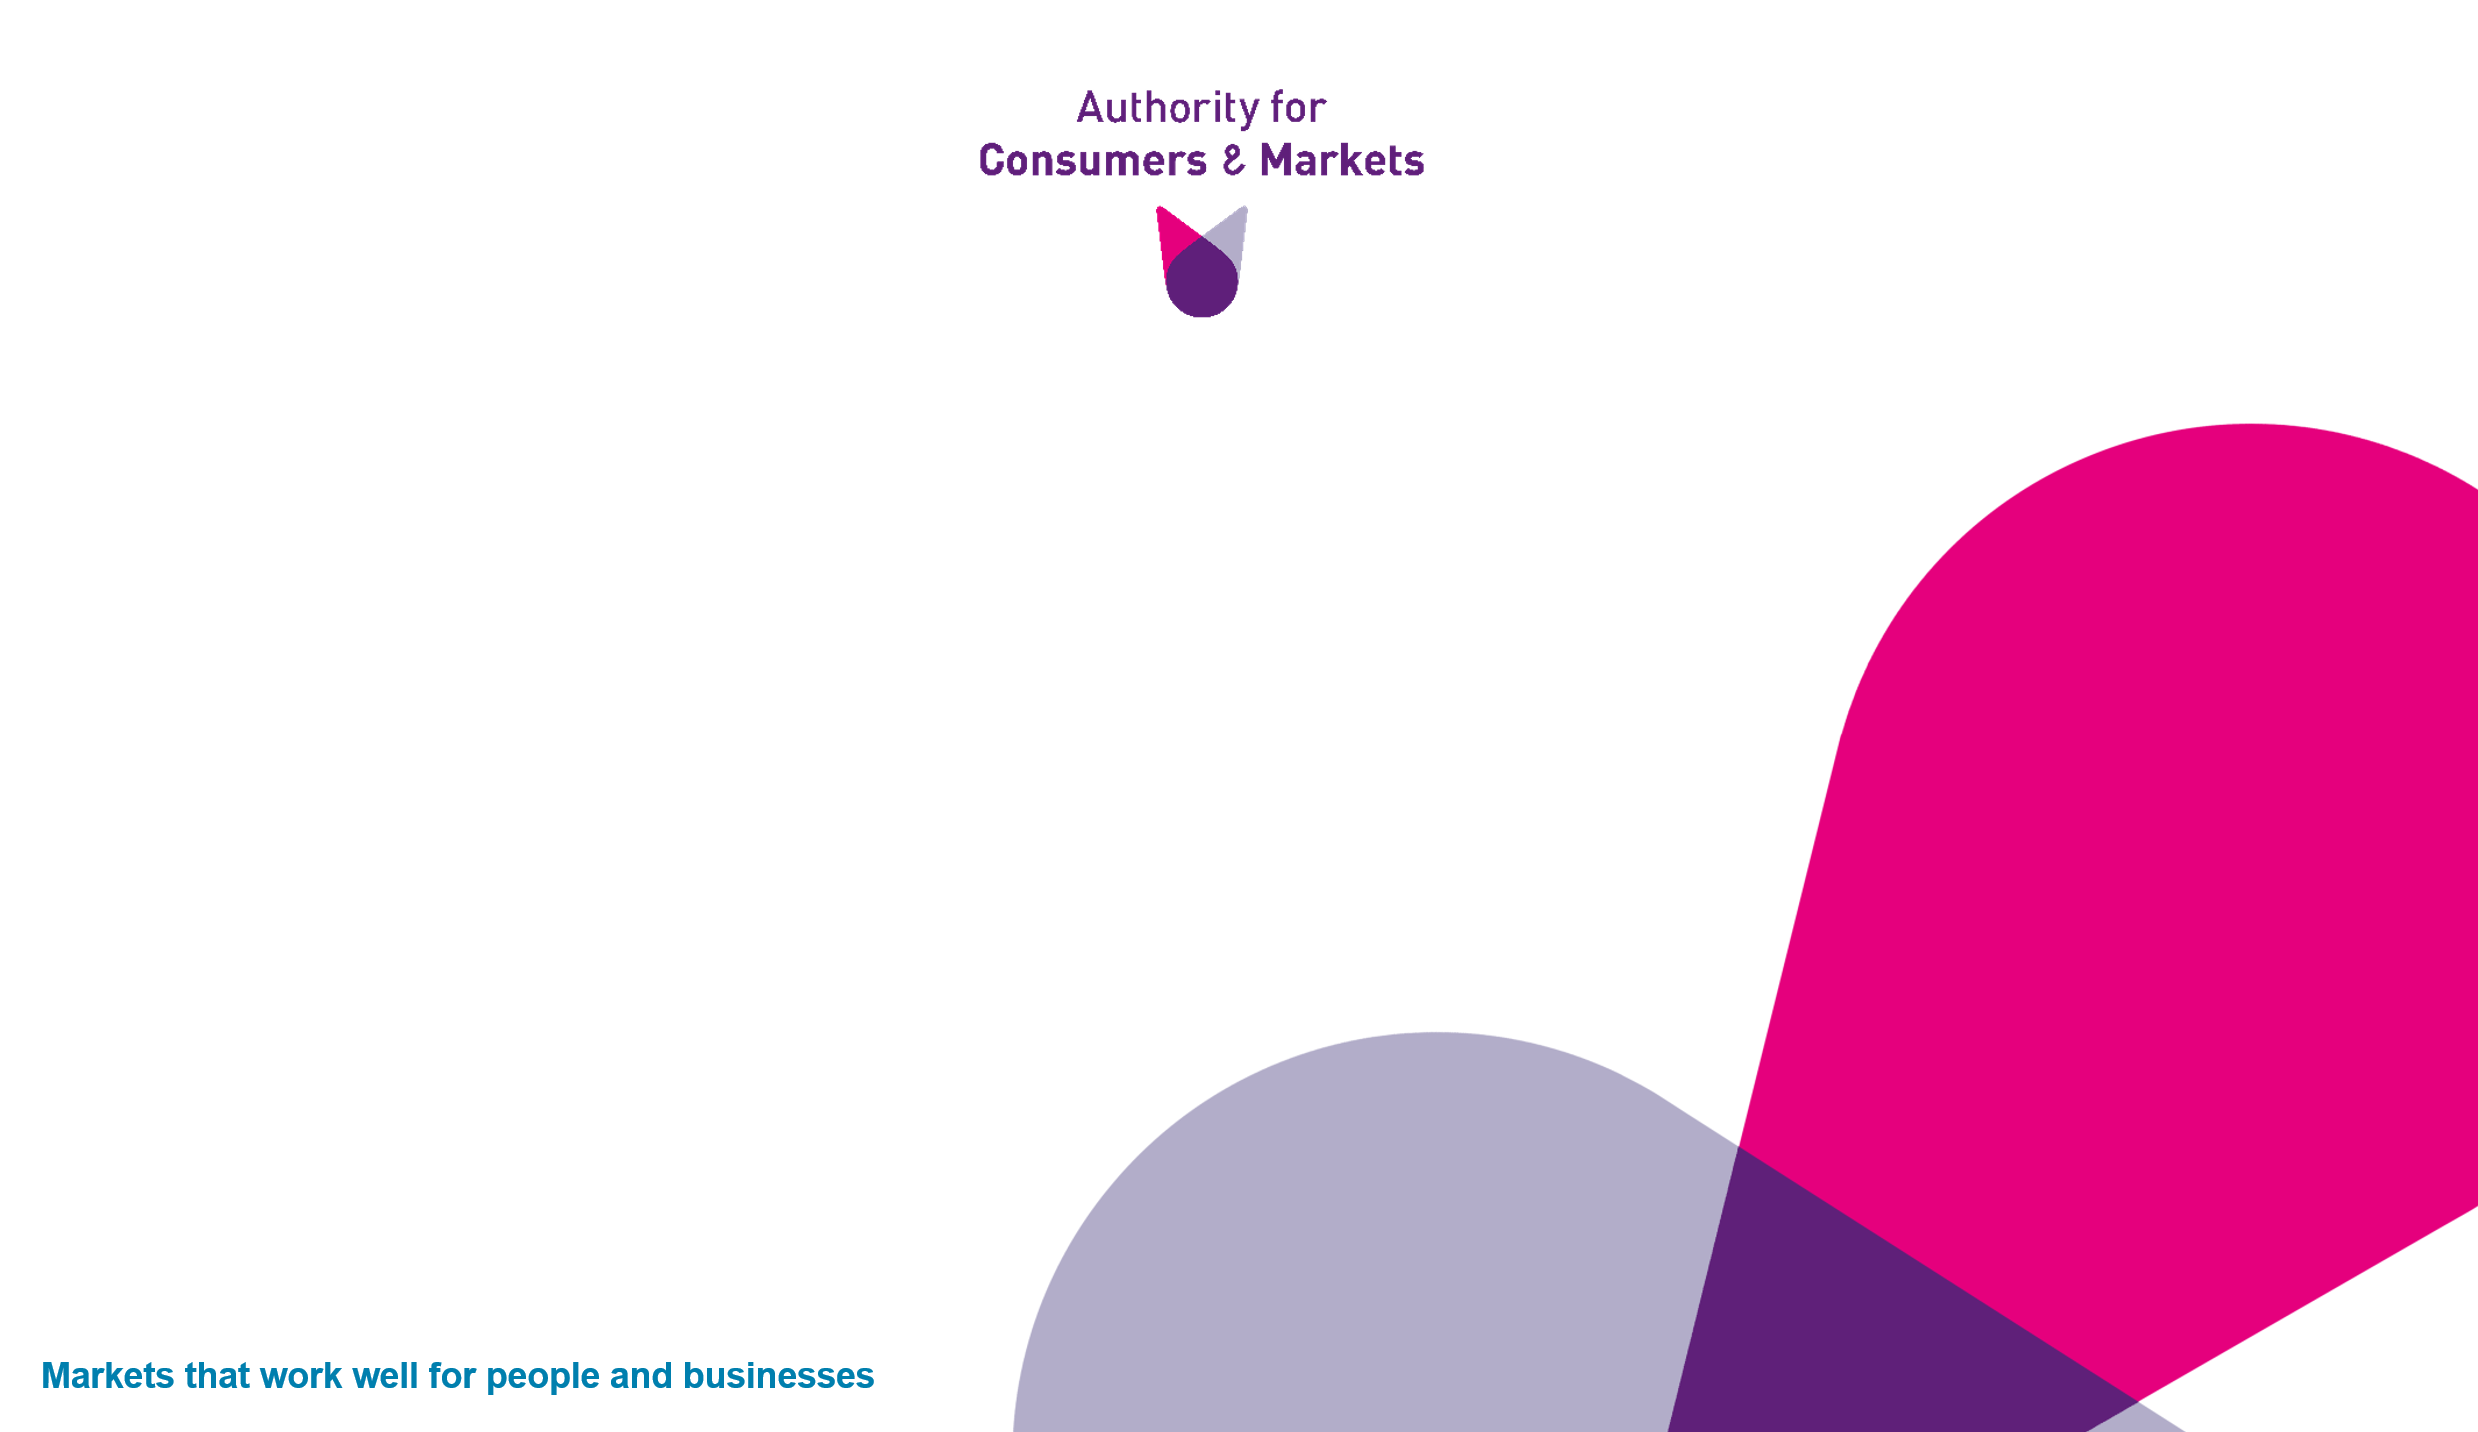 Authority for
Consumers & Markets
Markets that work well for people and businesses